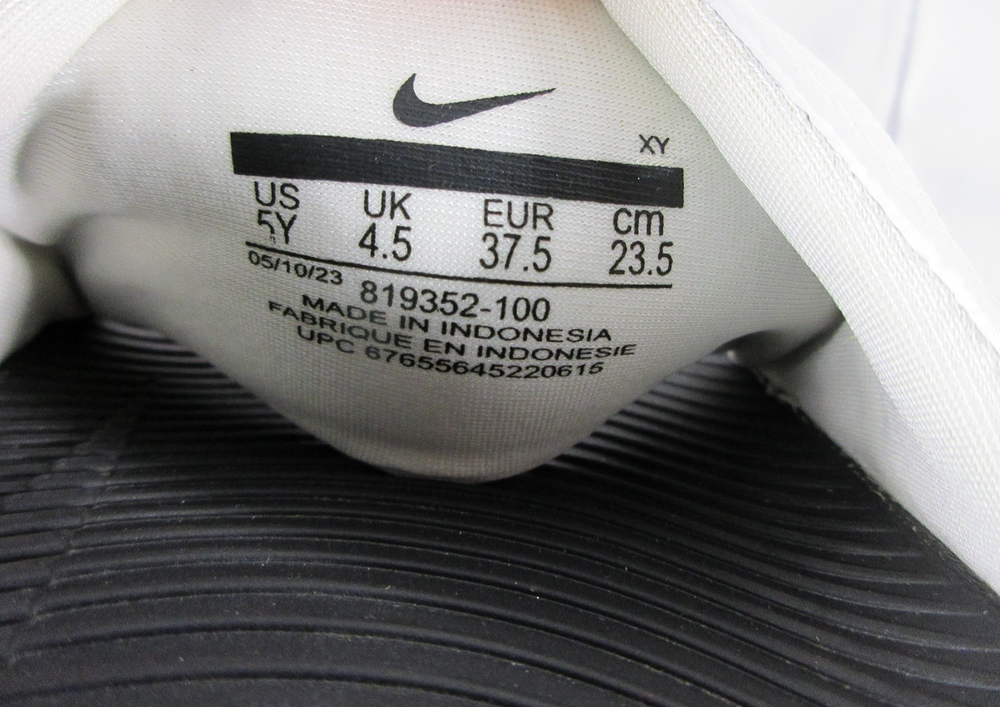 XY
US UK EUR cm
5Y 4.5 37.5 23.5
05/10/23 819352-100
MADE IN INDONESIA
FABRIQUE EN INDONESIE
UPC 67655645220615